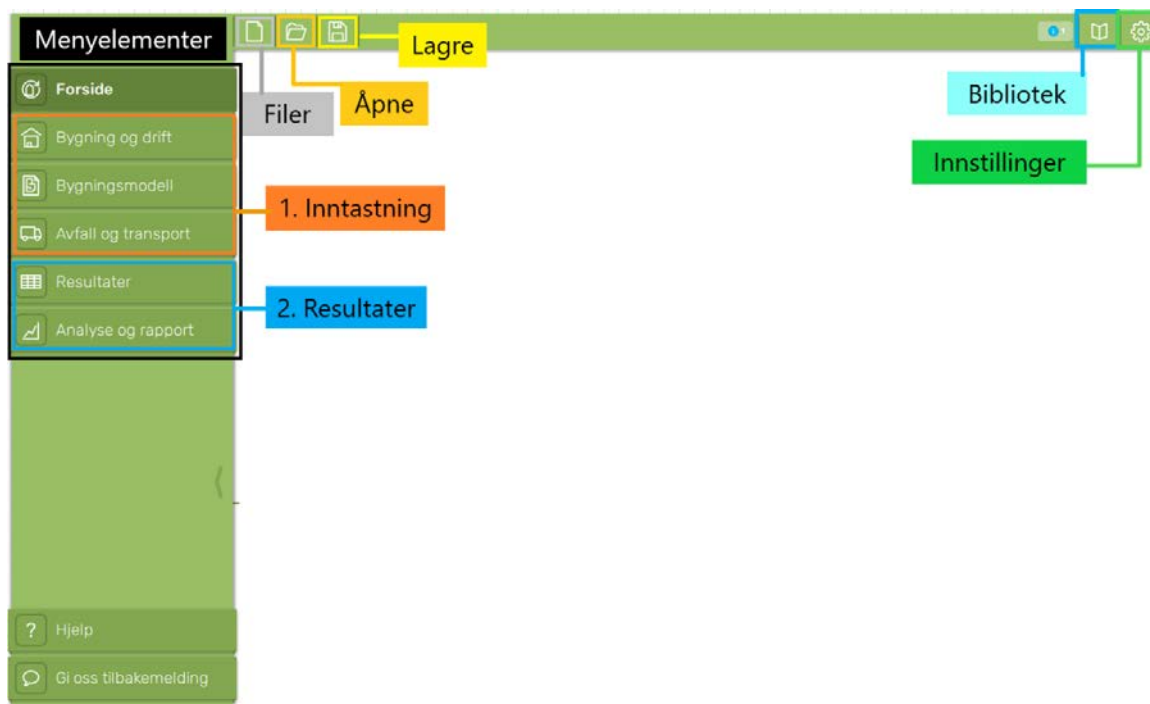 Menyelementer
Lagre
Åpne
Filer
Bibliotek
Innstillinger
Forside
Bygning og drift
Bygningsmodell
Avfall og transport
1. Inntastning
Resultater
2. Resultater
Analyse og rapport
Hjelp
Gi oss tilbakemelding